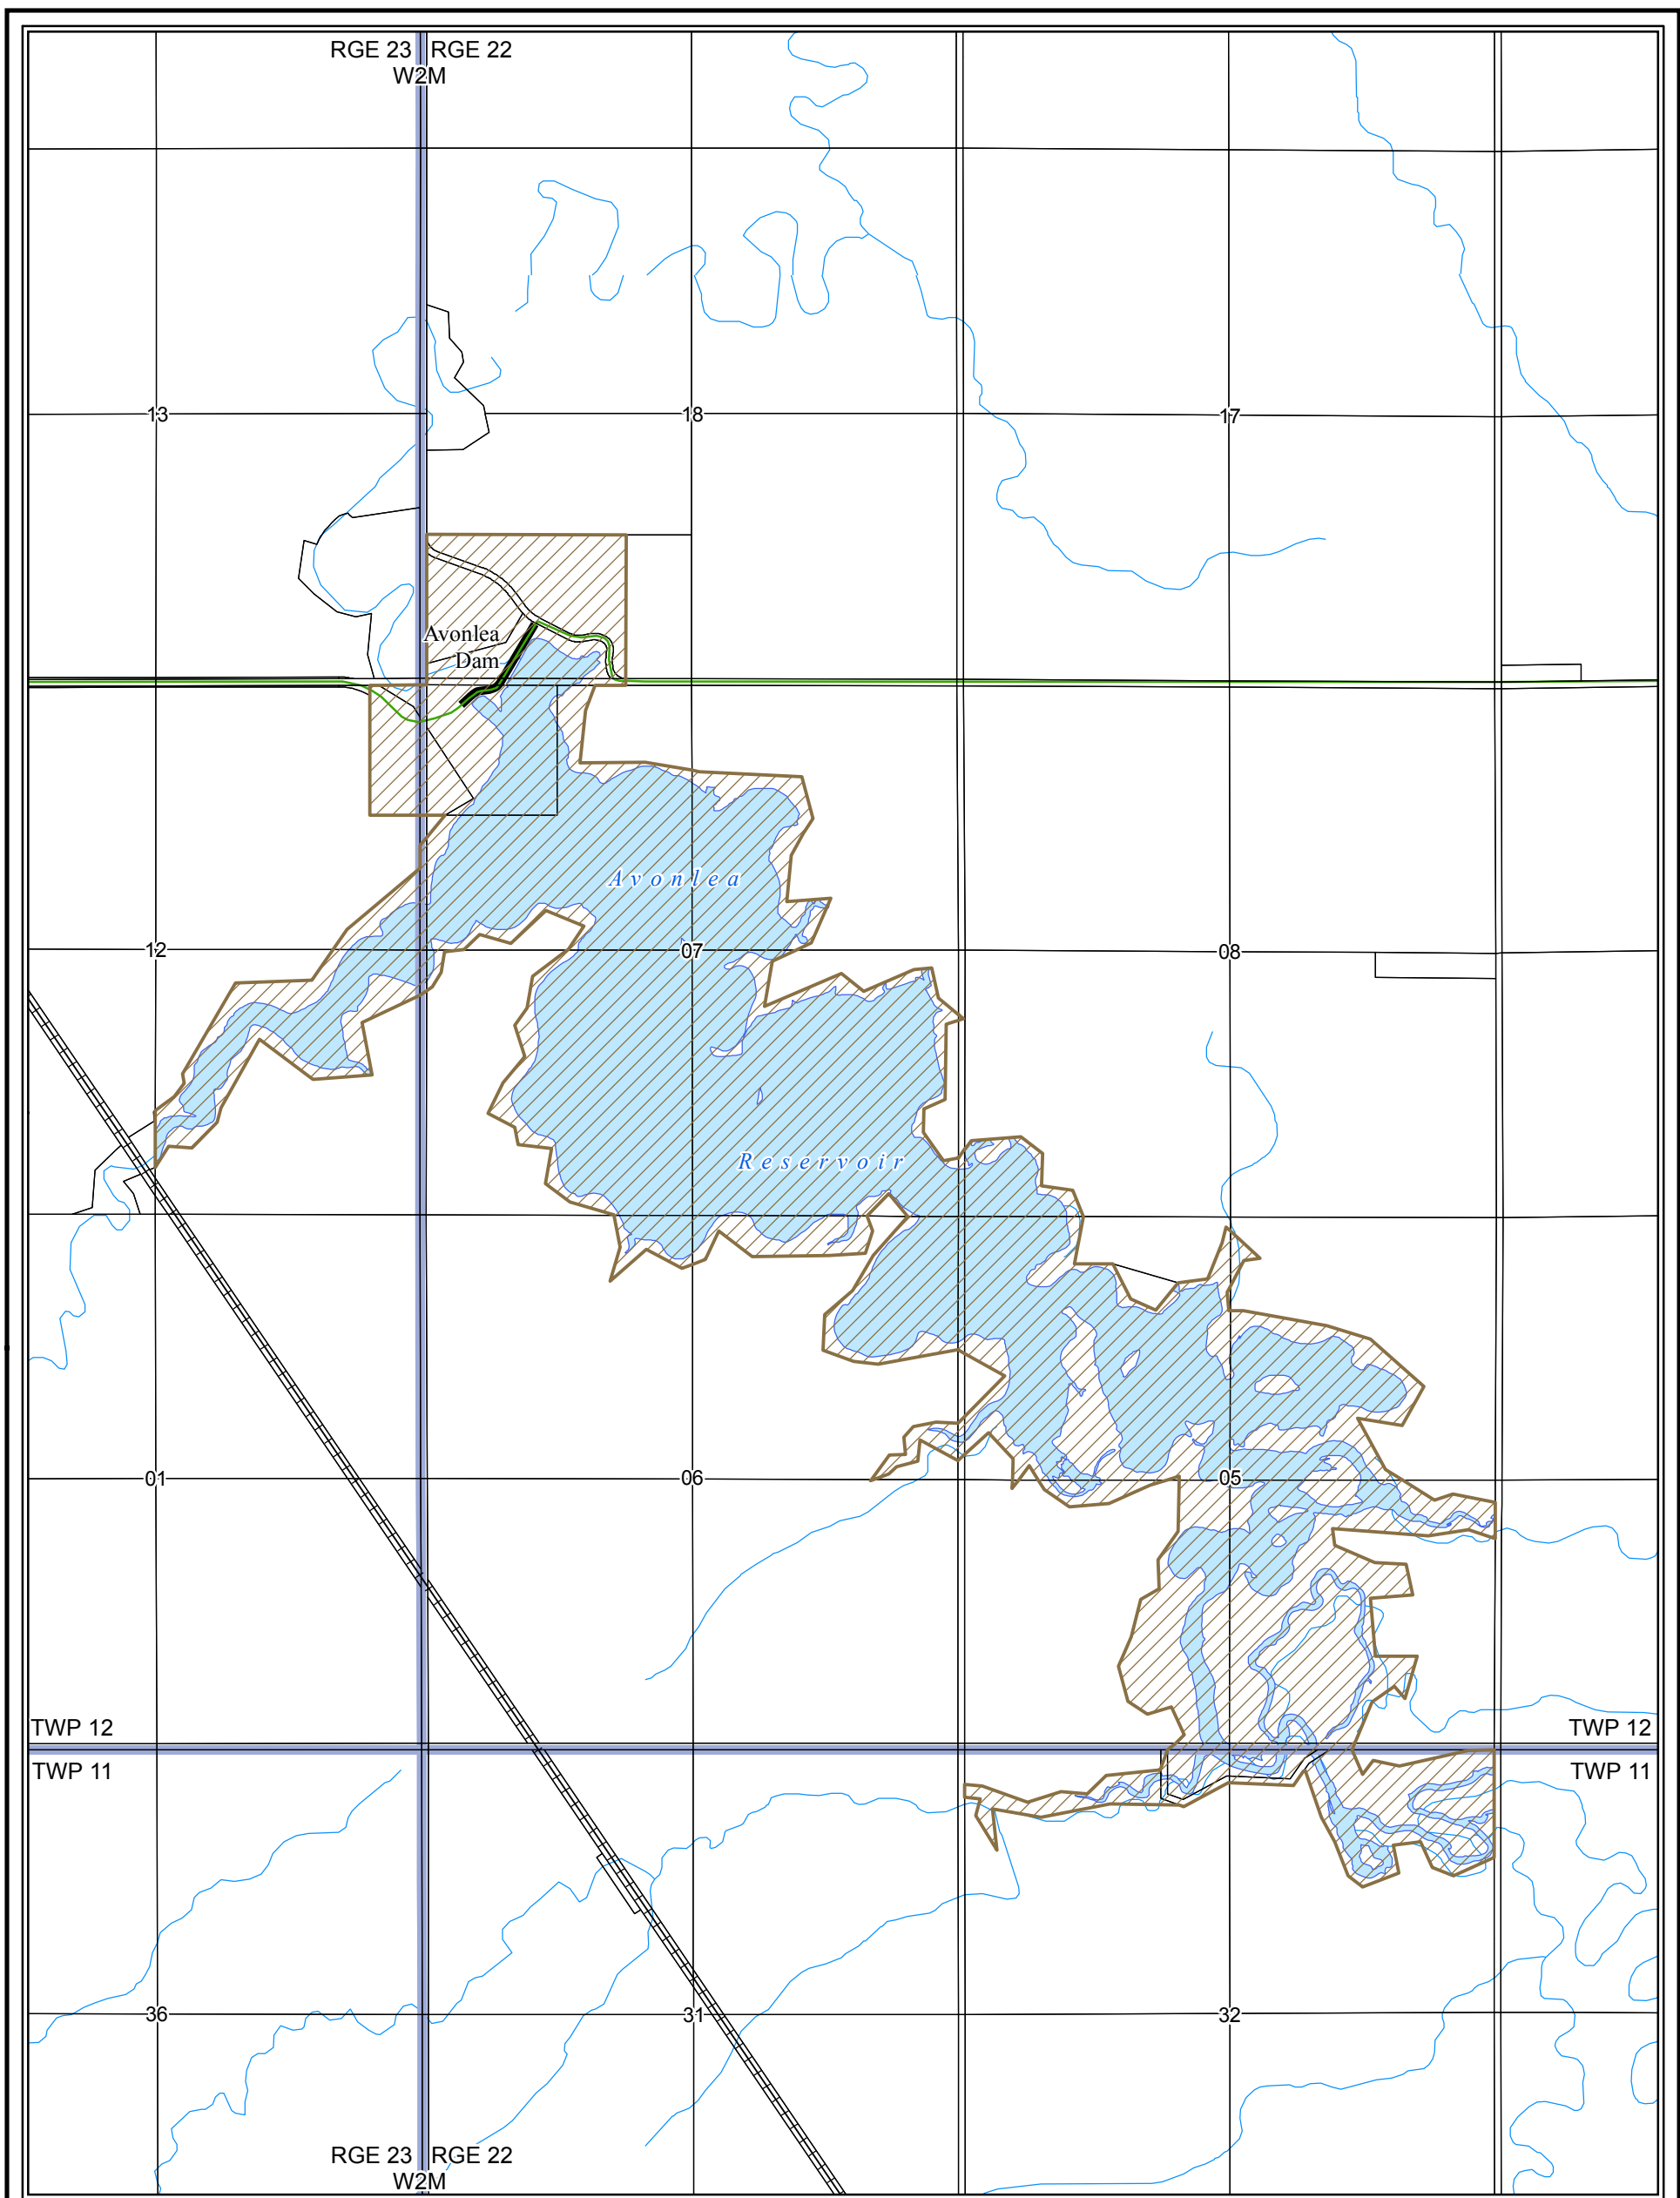 RGE 23 RGE 22
W2M
13 18 17
Avonlea
Dam
Avonlea
12 07 08
Reservoir
01 06 05
TWP 12 TWP 12
TWP 11 TWP 11
36 31 32
RGE 23 RGE 22
W2M